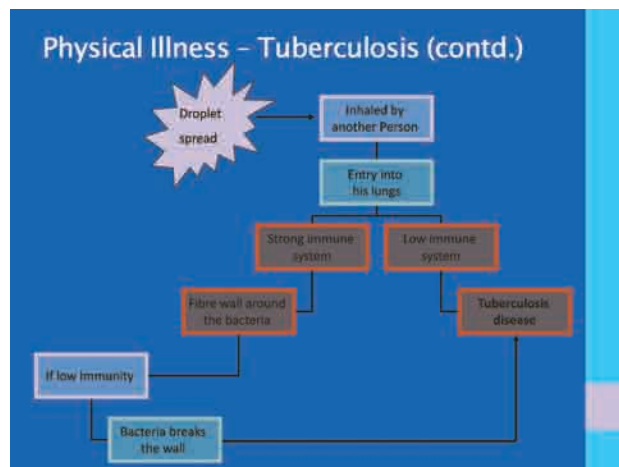 Physical Illness – Tuberculosis (contd.)
Droplet
spread
Inhaled by
another Person
Entry into
his lungs
Strong immune
system
Low immune
system
Fibre wall around
the bacteria
Tuberculosis
disease
If low immunity
Bacteria breaks
the wall